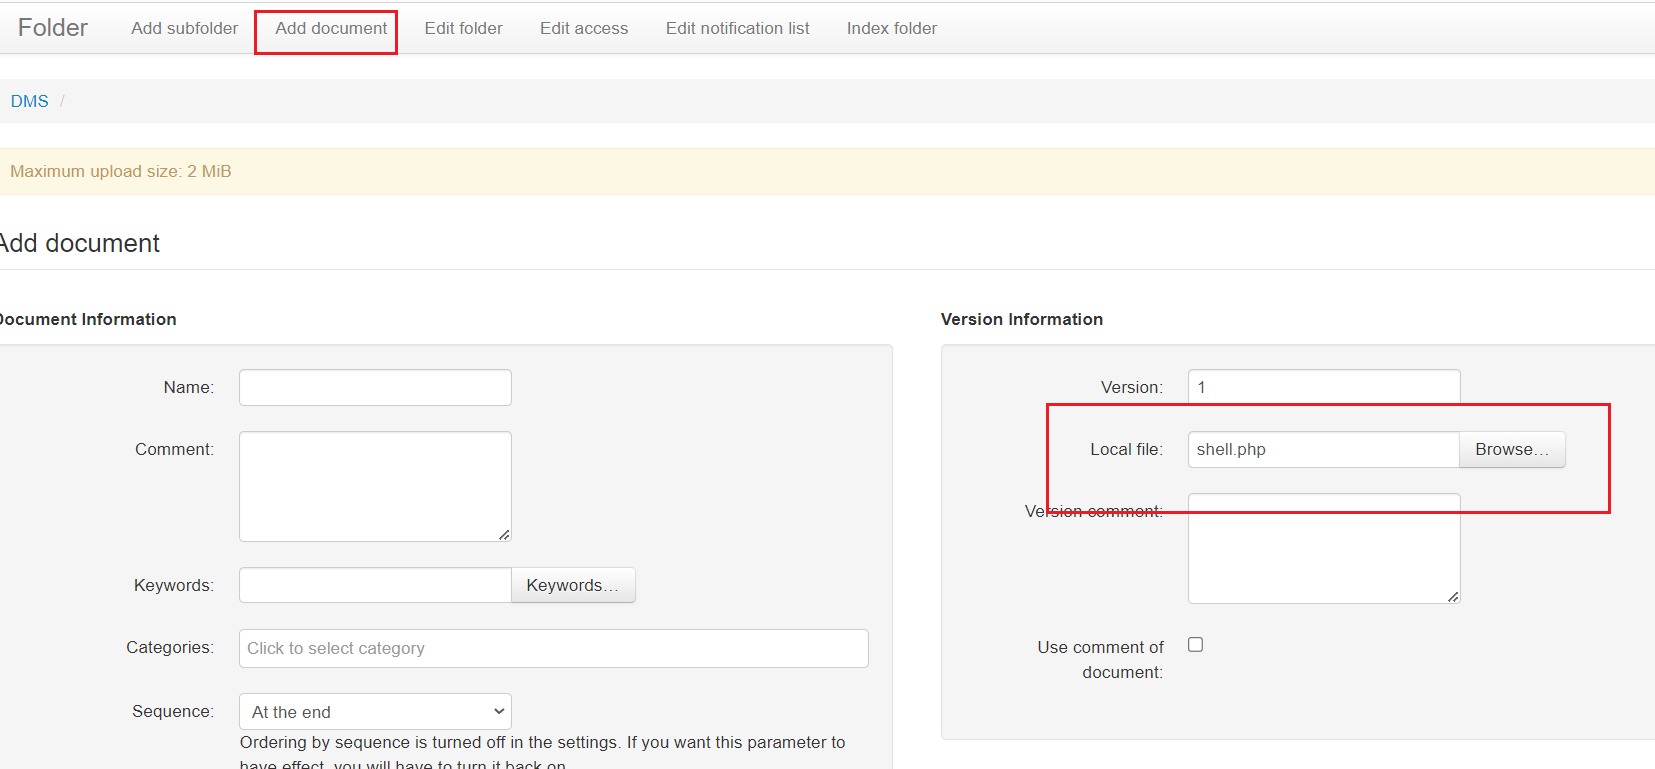 Folder Add subfolder Add document Edit folder Edit access Edit notification list Index folder
DMS /
Maximum upload size: 2 MiB
Add document
Document Information
Name:
Comment:
Keywords: Keywords…
Categories: Click to select category
Sequence: At the end
Ordering by sequence is turned off in the settings. If you want this parameter to
have effect, you will have to turn it back on.
Version Information
Version: 1
Local file: shell.php Browse…
Version comment:
Use comment of
document: